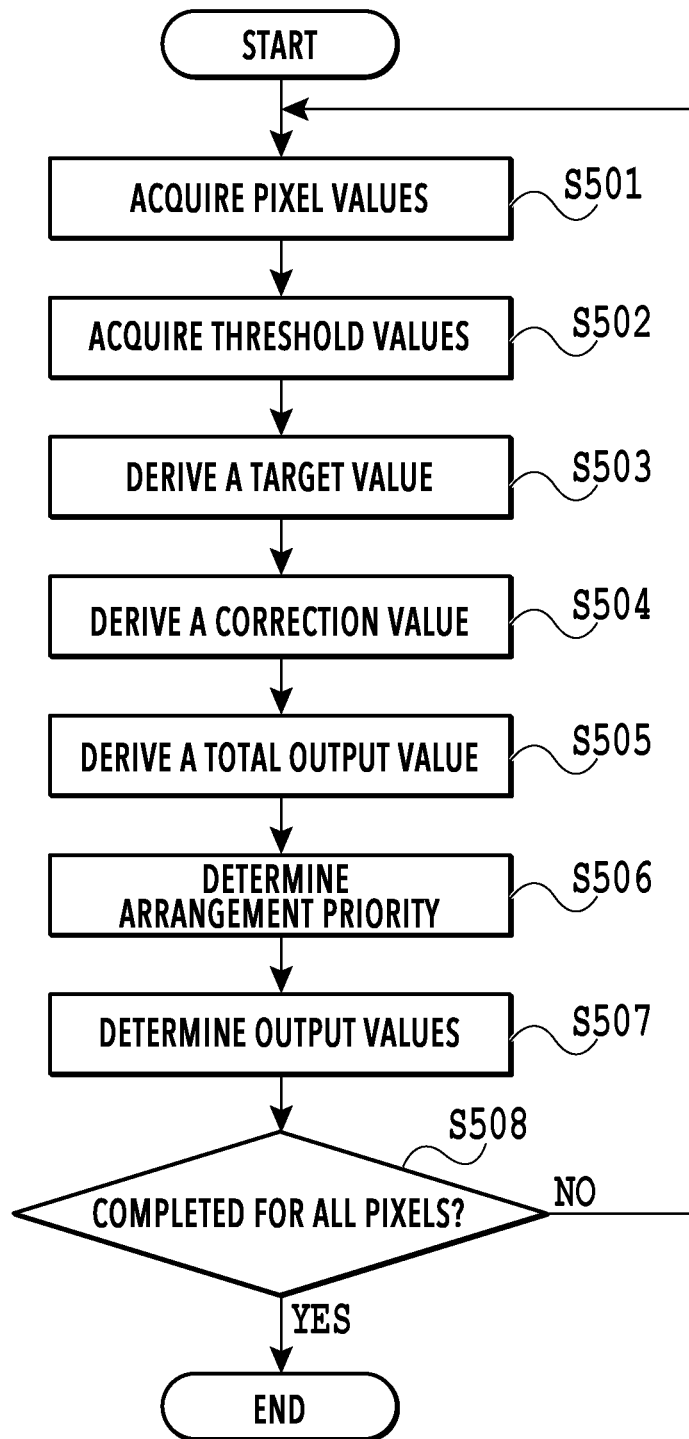 START
ACQUIRE PIXEL VALUES
S501
ACQUIRE THRESHOLD VALUES
S502
DERIVE A TARGET VALUE
S503
DERIVE A CORRECTION VALUE
S504
DERIVE A TOTAL OUTPUT VALUE
S505
DETERMINE
ARRANGEMENT PRIORITY
S506
DETERMINE OUTPUT VALUES
S507
S508
COMPLETED FOR ALL PIXELS?
NO
YES
END